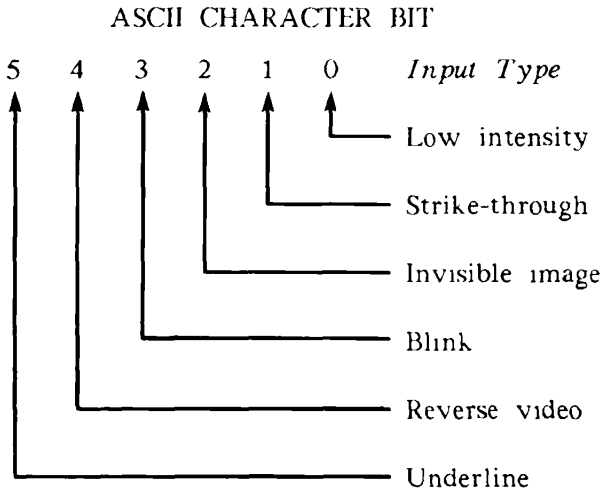 ASCII CHARACTER BIT
5 4 3 2 1 0 Input Type
Low intensity
Strike-through
Invisible image
Blink
Reverse video
Underline